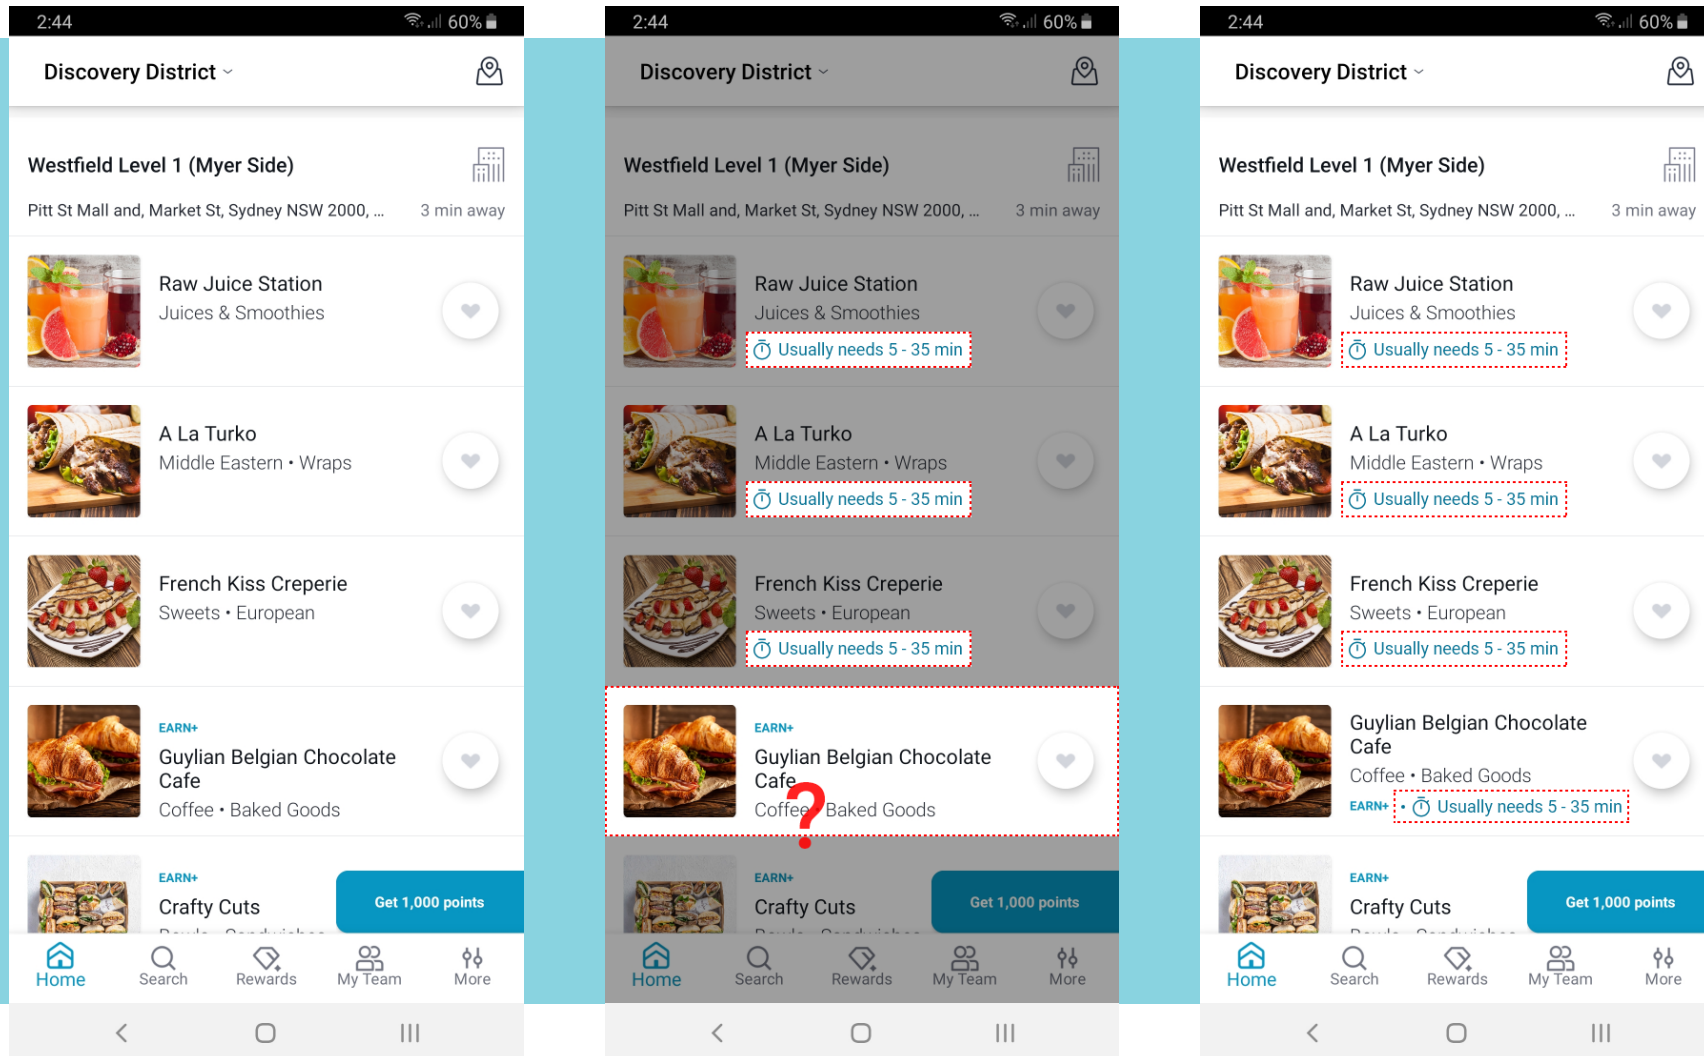 2:44
60%
Discovery District
Westfield Level 1 (Myer Side)
Pitt St Mall and, Market St, Sydney NSW 2000, ...
3 min away
Raw Juice Station
Juices & Smoothies
A La Turko
Middle Eastern • Wraps
French Kiss Creperie
Sweets • European
EARN+
Guylian Belgian Chocolate
Cafe
Coffee • Baked Goods
EARN+
Crafty Cuts
Get 1,000 points
Home
Search
Rewards
My Team
More
2:44
60%
Discovery District
Westfield Level 1 (Myer Side)
Pitt St Mall and, Market St, Sydney NSW 2000, ...
3 min away
Raw Juice Station
Juices & Smoothies
Usually needs 5 - 35 min
A La Turko
Middle Eastern • Wraps
Usually needs 5 - 35 min
French Kiss Creperie
Sweets • European
Usually needs 5 - 35 min
EARN+
Guylian Belgian Chocolate
Cafe
Coffee • Baked Goods
?
EARN+
Crafty Cuts
Get 1,000 points
Home
Search
Rewards
My Team
More
2:44
60%
Discovery District
Westfield Level 1 (Myer Side)
Pitt St Mall and, Market St, Sydney NSW 2000, ...
3 min away
Raw Juice Station
Juices & Smoothies
Usually needs 5 - 35 min
A La Turko
Middle Eastern • Wraps
Usually needs 5 - 35 min
French Kiss Creperie
Sweets • European
Usually needs 5 - 35 min
Guylian Belgian Chocolate
Cafe
Coffee • Baked Goods
EARN+ • Usually needs 5 - 35 min
EARN+
Crafty Cuts
Get 1,000 points
Home
Search
Rewards
My Team
More